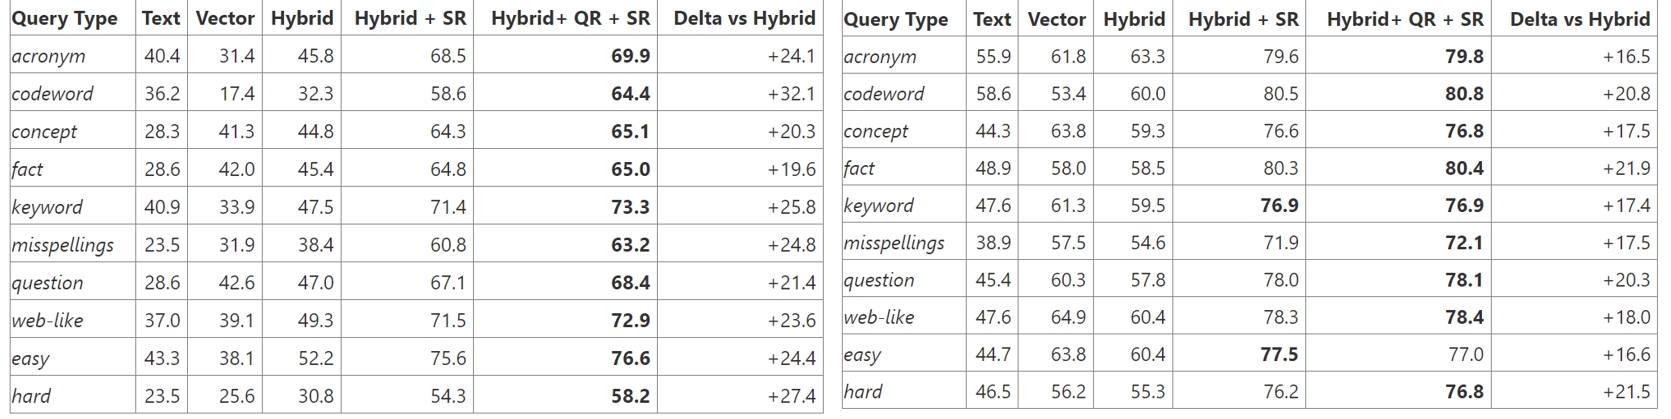 Query Type Text Vector Hybrid Hybrid + SR Hybrid+ QR + SR Delta vs Hybrid
acronym 40.4 31.4 45.8 68.5 69.9 +24.1
codeword 36.2 17.4 32.3 58.6 64.4 +32.1
concept 28.3 41.3 44.8 64.3 65.1 +20.3
fact 28.6 42.0 45.4 64.8 65.0 +19.6
keyword 40.9 33.9 47.5 71.4 73.3 +25.8
misspellings 23.5 31.9 38.4 60.8 63.2 +24.8
question 28.6 42.6 47.0 67.1 68.4 +21.4
web-like 37.0 39.1 49.3 71.5 72.9 +23.6
easy 43.3 38.1 52.2 75.6 76.6 +24.4
hard 23.5 25.6 30.8 54.3 58.2 +27.4
Query Type Text Vector Hybrid Hybrid + SR Hybrid+ QR + SR Delta vs Hybrid
acronym 55.9 61.8 63.3 79.6 79.8 +16.5
codeword 58.6 53.4 60.0 80.5 80.8 +20.8
concept 44.3 63.8 59.3 76.6 76.8 +17.5
fact 48.9 58.0 58.5 80.3 80.4 +21.9
keyword 47.6 61.3 59.5 76.9 76.9 +17.4
misspellings 38.9 57.5 54.6 71.9 72.1 +17.5
question 45.4 60.3 57.8 78.0 78.1 +20.3
web-like 47.6 64.9 60.4 78.3 78.4 +18.0
easy 44.7 63.8 60.4 77.5 77.0 +16.6
hard 46.5 56.2 55.3 76.2 76.8 +21.5